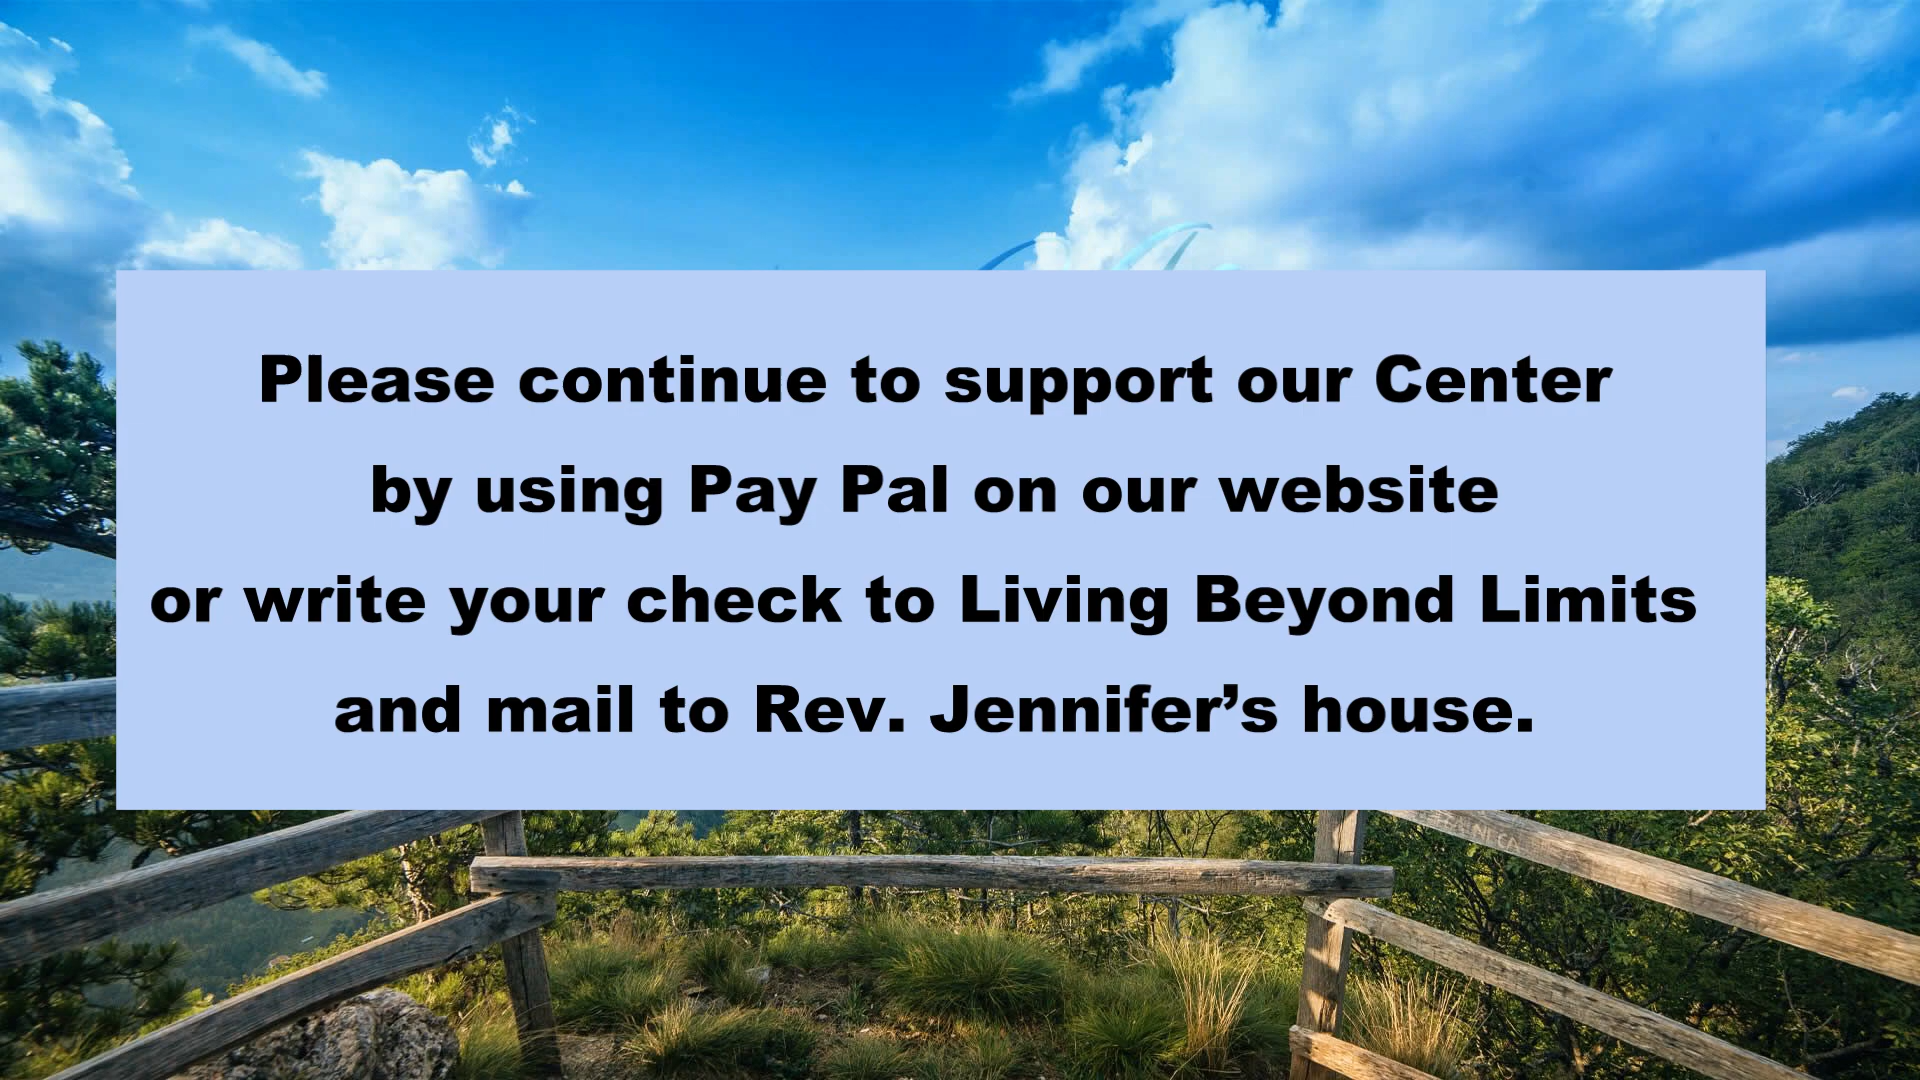 Please continue to support our Center
by using Pay Pal on our website
or write your check to Living Beyond Limits
and mail to Rev. Jennifer’s house.